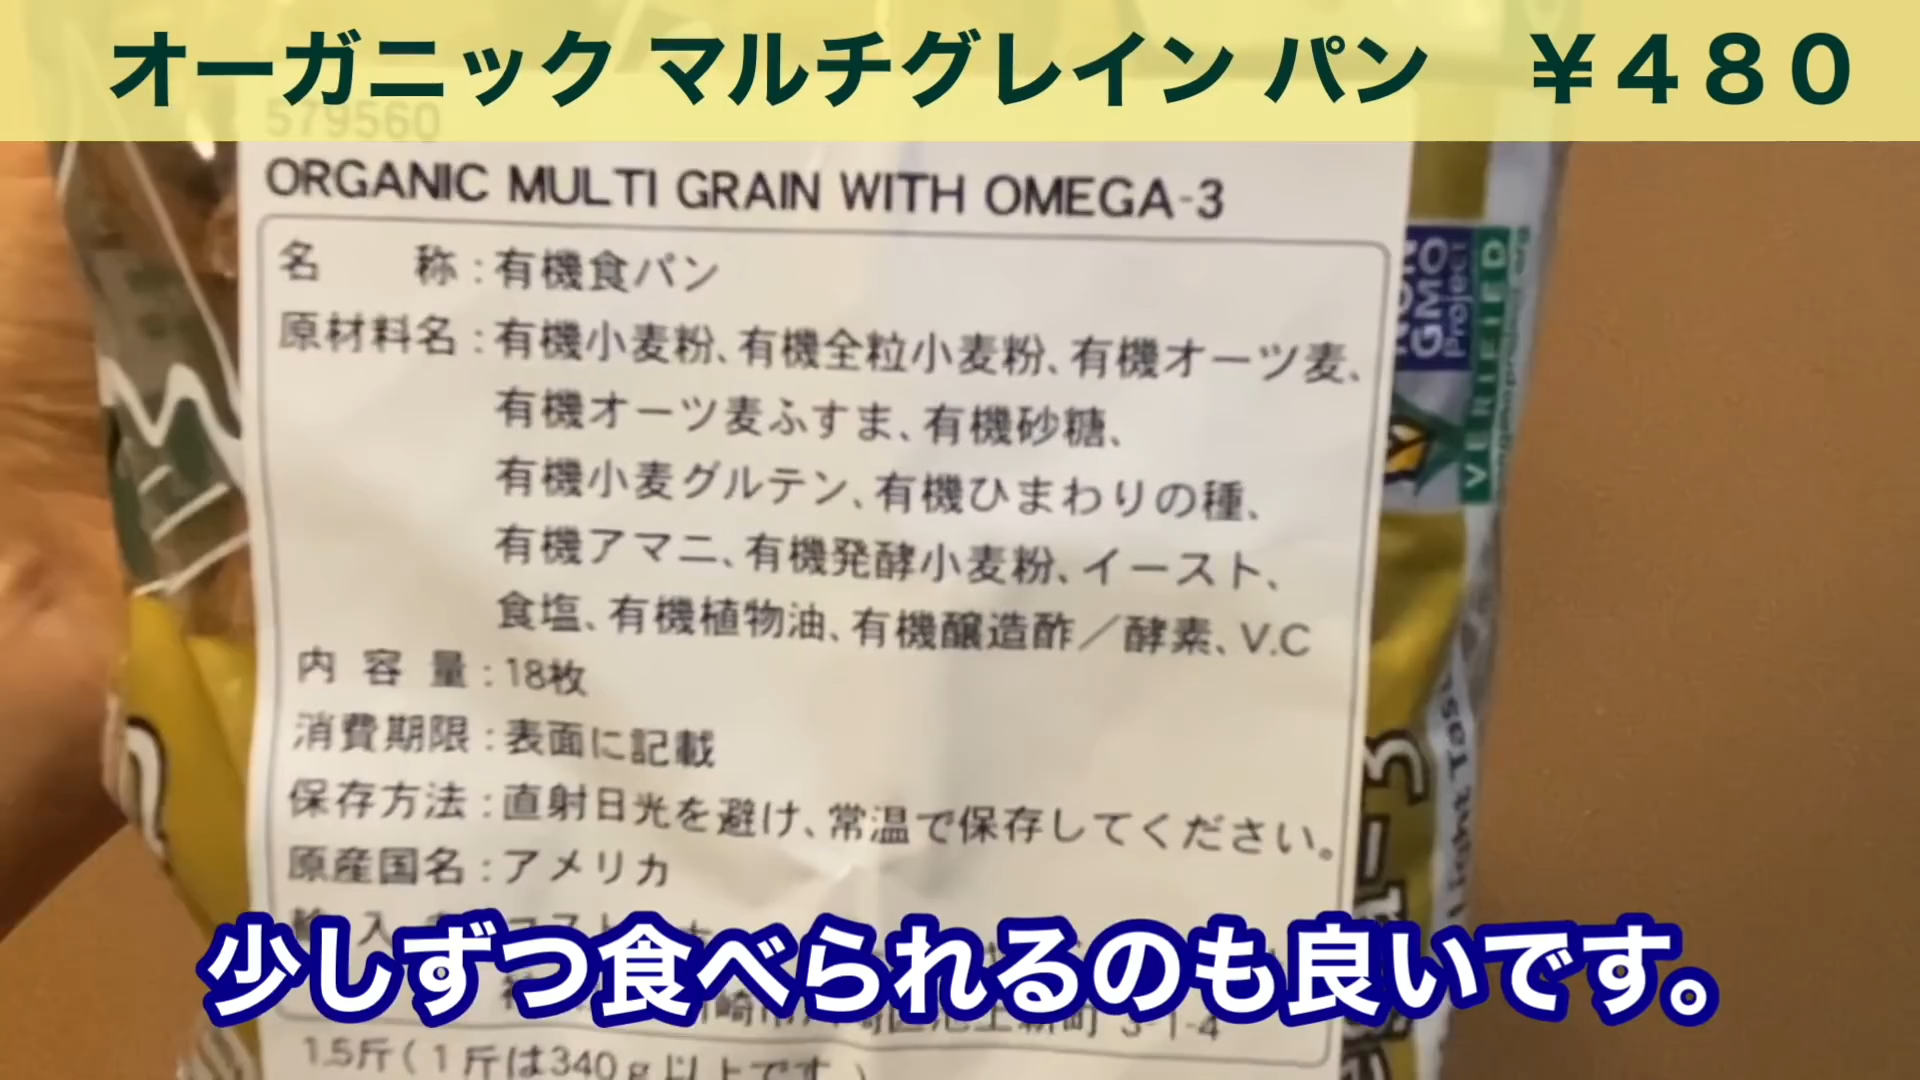 オーガニック マルチグレイン パン　￥４８０
579560
ORGANIC MULTI GRAIN WITH OMEGA-3
名　称：有機食パン
原材料名：有機小麦粉、有機全粒小麦粉、有機オーツ麦、
有機オーツ麦ふすま、有機砂糖、
有機小麦グルテン、有機ひまわりの種、
有機アマニ、有機発酵小麦粉、イースト、
食塩、有機植物油、有機醸造酢／酵素、V.C
内 容 量：18枚
消費期限：表面に記載
保存方法：直射日光を避け、常温で保存してください。
原産国名：アメリカ
少しずつ食べられるのも良いです。
3-1-4
1.5斤(1斤は340g以上です。)
GMO
Project
VERIFIED